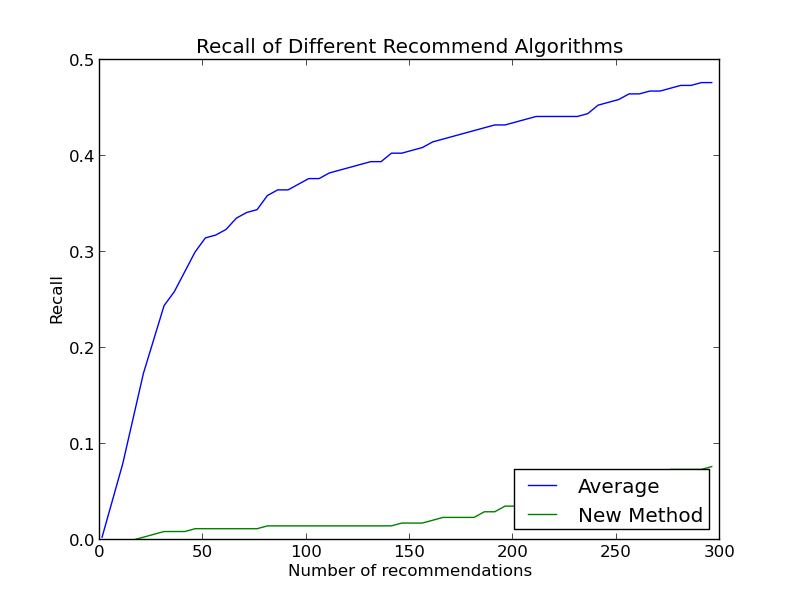 Recall of Different Recommend Algorithms
0.5
0.4
0.3
0.2
0.1
0.0
Recall
Average
New Method
0 50 100 150 200 250 300
Number of recommendations